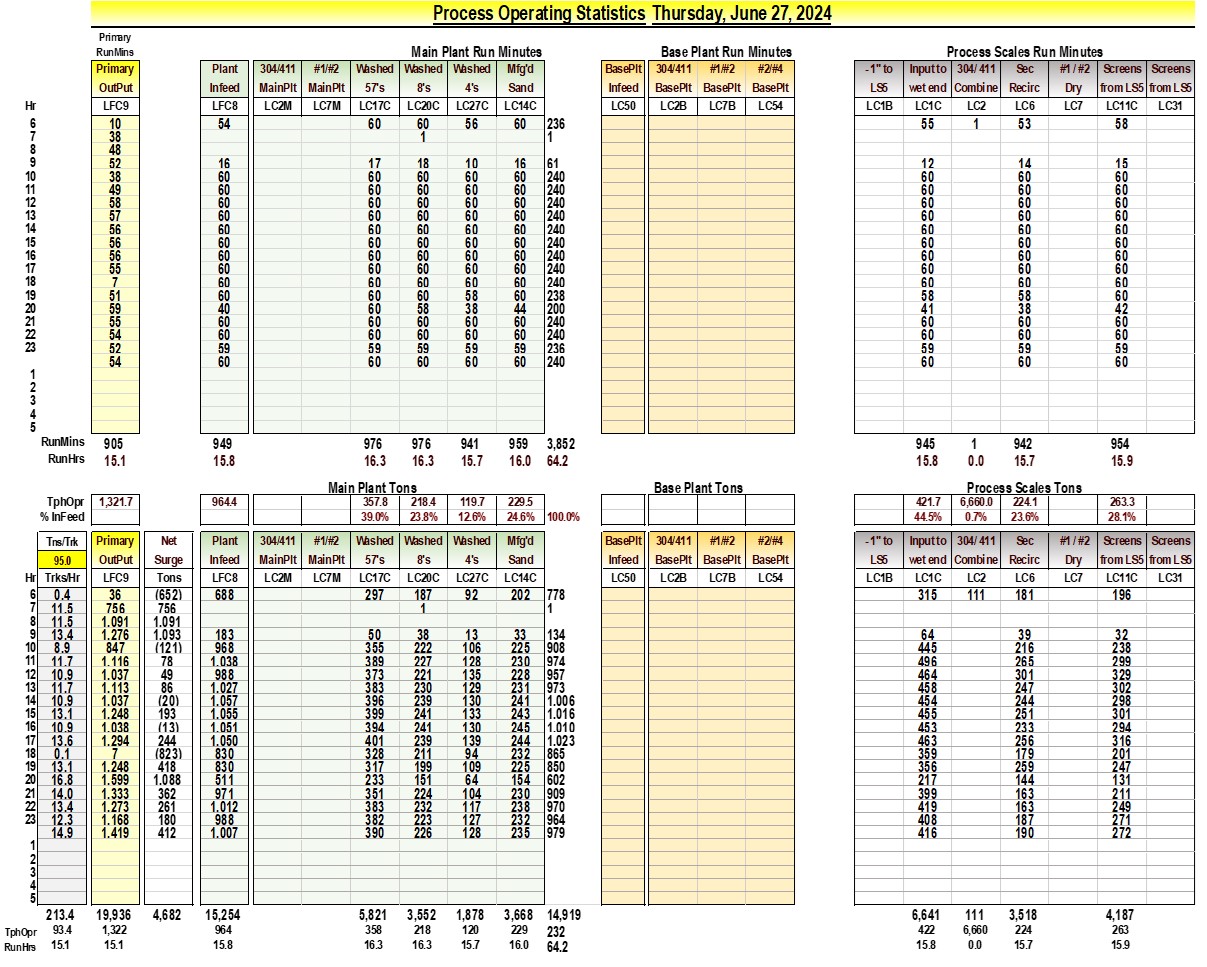 Process Operating Statistics Thursday, June 27, 2024
Primary
RunMins Main Plant Run Minutes Base Plant Run Minutes Process Scales Run Minutes
Primary Plant 304/411 #1/#2 Washed Washed Washed Mfg'd BasePlt 304/411 #1/#2 #2/#4 -1" to Input to 304/ 411 Sec #1 / #2 Screens Screens
OutPut Infeed MainPlt MainPlt 57's 8's 4's Sand Infeed BasePlt BasePlt BasePlt LS5 wet end Combine Recirc Dry from LS5 from LS5
Hr LFC9 LFC8 LC2M LC7M LC17C LC20C LC27C LC14C LC50 LC2B LC7B LC54 LC1B LC1C LC2 LC6 LC7 LC11C LC31
6 10 54 60 60 56 60 236 55 1 53 58
7 38 1 1
8 48
9 52 16 17 18 10 16 61 12 14 15
10 38 60 60 60 60 60 240 60 60 60
11 49 60 60 60 60 60 240 60 60 60
12 58 60 60 60 60 60 240 60 60 60
13 57 60 60 60 60 60 240 60 60 60
14 56 60 60 60 60 60 240 60 60 60
15 56 60 60 60 60 60 240 60 60 60
16 56 60 60 60 60 60 240 60 60 60
17 55 60 60 60 60 60 240 60 60 60
18 7 60 60 60 60 60 240 60 60 60
19 51 60 60 60 58 60 238 58 58 60
20 59 40 60 58 38 44 200 41 38 42
21 55 60 60 60 60 60 240 60 60 60
22 54 60 60 60 60 60 240 60 60 60
23 52 59 59 59 59 59 236 59 59 59
54 60 60 60 60 60 240 60 60 60
1
2
3
4
5
RunMins 905 949 976 976 941 959 3,852 945 1 942 954
RunHrs 15.1 15.8 16.3 16.3 15.7 16.0 64.2 15.8 0.0 15.7 15.9
Main Plant Tons Base Plant Tons Process Scales Tons
TphOpr 1,321.7 964.4 357.8 218.4 119.7 229.5 421.7 6,660.0 224.1 263.3
% InFeed 39.0% 23.8% 12.6% 24.6% 100.0% 44.5% 0.7% 23.6% 28.1%
Tns/Trk Primary Net Plant 304/411 #1/#2 Washed Washed Washed Mfg'd BasePlt 304/411 #1/#2 #2/#4 -1" to Input to 304/ 411 Sec #1 / #2 Screens Screens
95.0 OutPut Surge Infeed MainPlt MainPlt 57's 8's 4's Sand Infeed BasePlt BasePlt BasePlt LS5 wet end Combine Recirc Dry from LS5 from LS5
Hr Trks/Hr LFC9 Tons LFC8 LC2M LC7M LC17C LC20C LC27C LC14C LC50 LC2B LC7B LC54 LC1B LC1C LC2 LC6 LC7 LC11C LC31
6 0.4 36 (652) 688 297 187 92 202 778 315 111 181 196
7 11.5 756 756 1 1
8 11.5 1.091 1.091
9 13.4 1.276 1.093 183 50 38 13 33 134 64 39 32
10 8.9 847 (121) 968 355 222 106 225 908 445 216 238
11 11.7 1.116 78 1.038 389 227 128 230 974 496 265 299
12 10.9 1.037 49 988 373 221 135 228 957 464 301 329
13 11.7 1.113 86 1.027 383 230 129 231 973 458 247 302
14 10.9 1.037 (20) 1.057 396 239 130 241 1.006 454 244 298
15 13.1 1.248 193 1.055 399 241 133 243 1.016 455 251 301
16 10.9 1.038 (13) 1.051 394 241 130 245 1.010 453 233 294
17 13.6 1.294 244 1.050 401 239 139 244 1.023 463 256 316
18 0.1 7 (823) 830 328 211 94 232 865 359 179 201
19 13.1 1.248 418 830 317 199 109 225 850 356 259 247
20 16.8 1.599 1.088 511 233 151 64 154 602 217 144 131
21 14.0 1.333 362 971 351 224 104 230 909 399 163 211
22 13.4 1.273 261 1.012 383 232 117 238 970 419 163 249
23 12.3 1.168 180 988 382 223 127 232 964 408 187 271
14.9 1.419 412 1.007 390 226 128 235 979 416 190 272
1
2
3
4
5
213.4 19,936 4,682 15,254 5,821 3,552 1,878 3,668 14,919 6,641 111 3,518 4,187
TphOpr 93.4 1,322 964 358 218 120 229 232 422 6,660 224 263
RunHrs 15.1 15.1 15.8 16.3 16.3 15.7 16.0 64.2 15.8 0.0 15.7 15.9